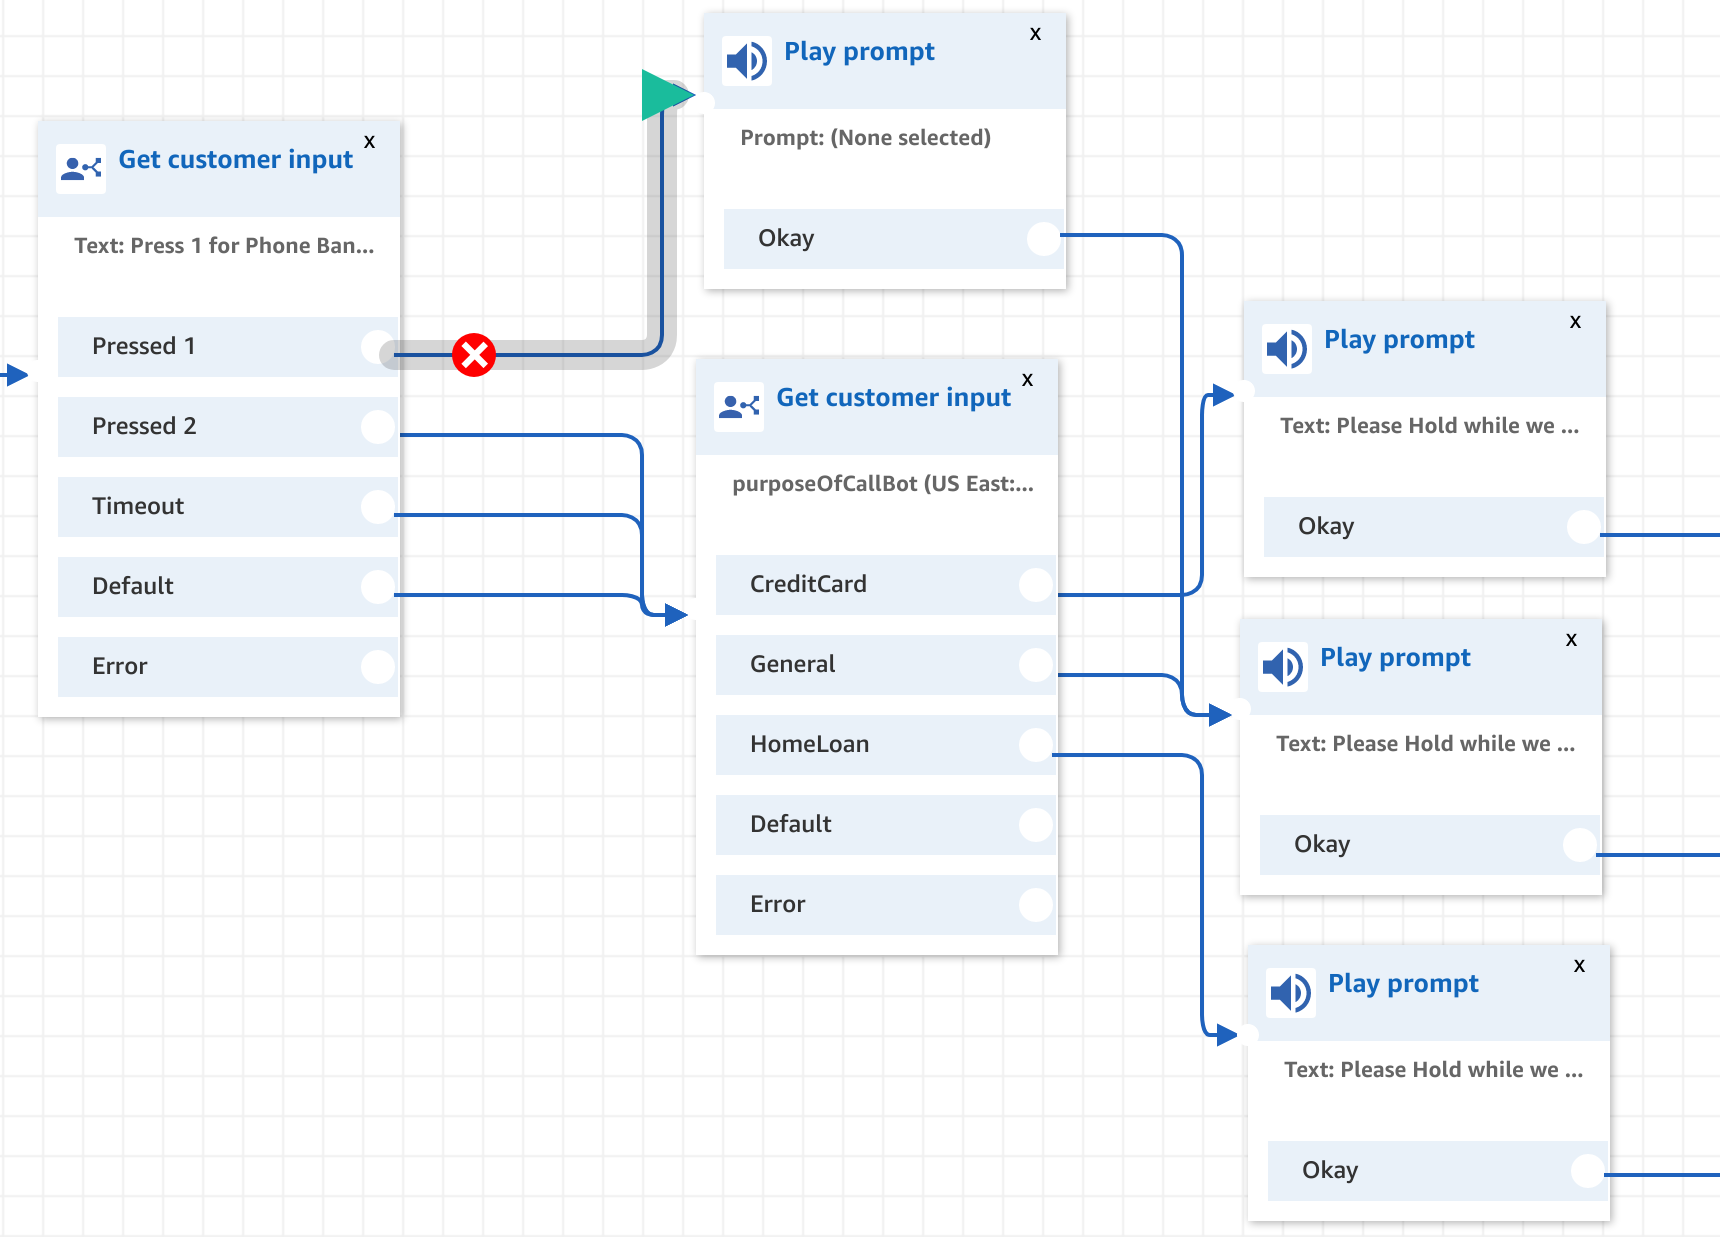 Get customer input
x
Text: Press 1 for Phone Ban...
Pressed 1
Pressed 2
Timeout
Default
Error
Play prompt
x
Prompt: (None selected)
Okay
Get customer input
x
purposeOfCallBot (US East:...
CreditCard
General
HomeLoan
Default
Error
Play prompt
x
Text: Please Hold while we ...
Okay
Play prompt
x
Text: Please Hold while we ...
Okay
Play prompt
x
Text: Please Hold while we ...
Okay